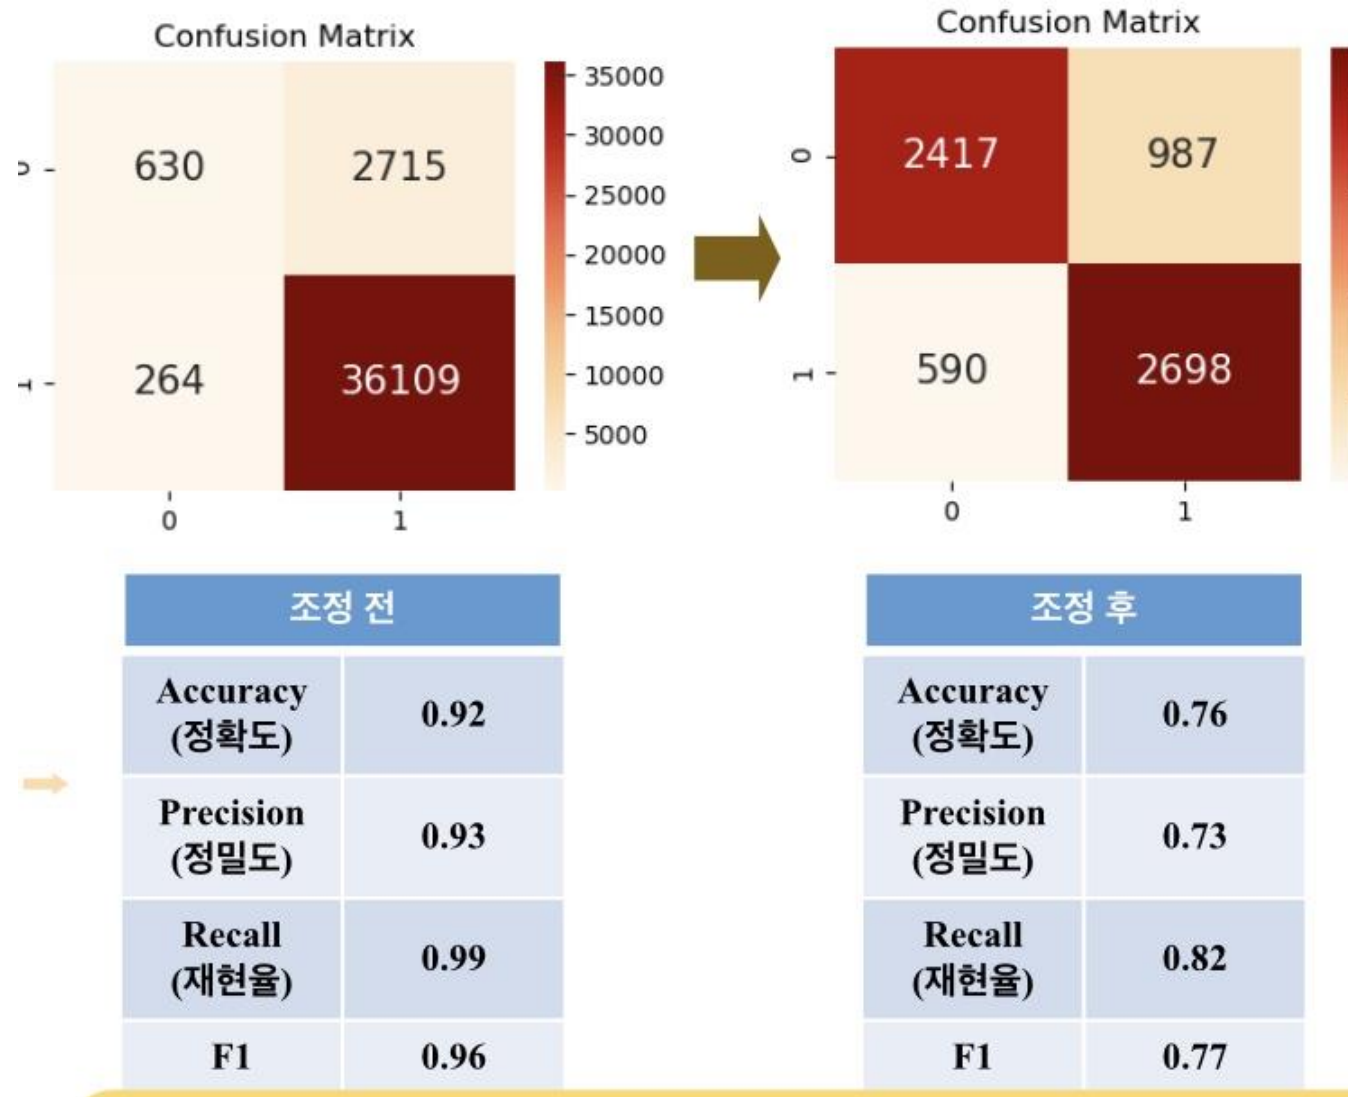 Confusion Matrix
630 2715
264 36109
0 1
35000
30000
25000
20000
15000
10000
5000
Confusion Matrix
0
2417 987
1
590 2698
0 1
조정 전
Accuracy
(정확도)
0.92
Precision
(정밀도)
0.93
Recall
(재현율)
0.99
F1
0.96
조정 후
Accuracy
(정확도)
0.76
Precision
(정밀도)
0.73
Recall
(재현율)
0.82
F1
0.77